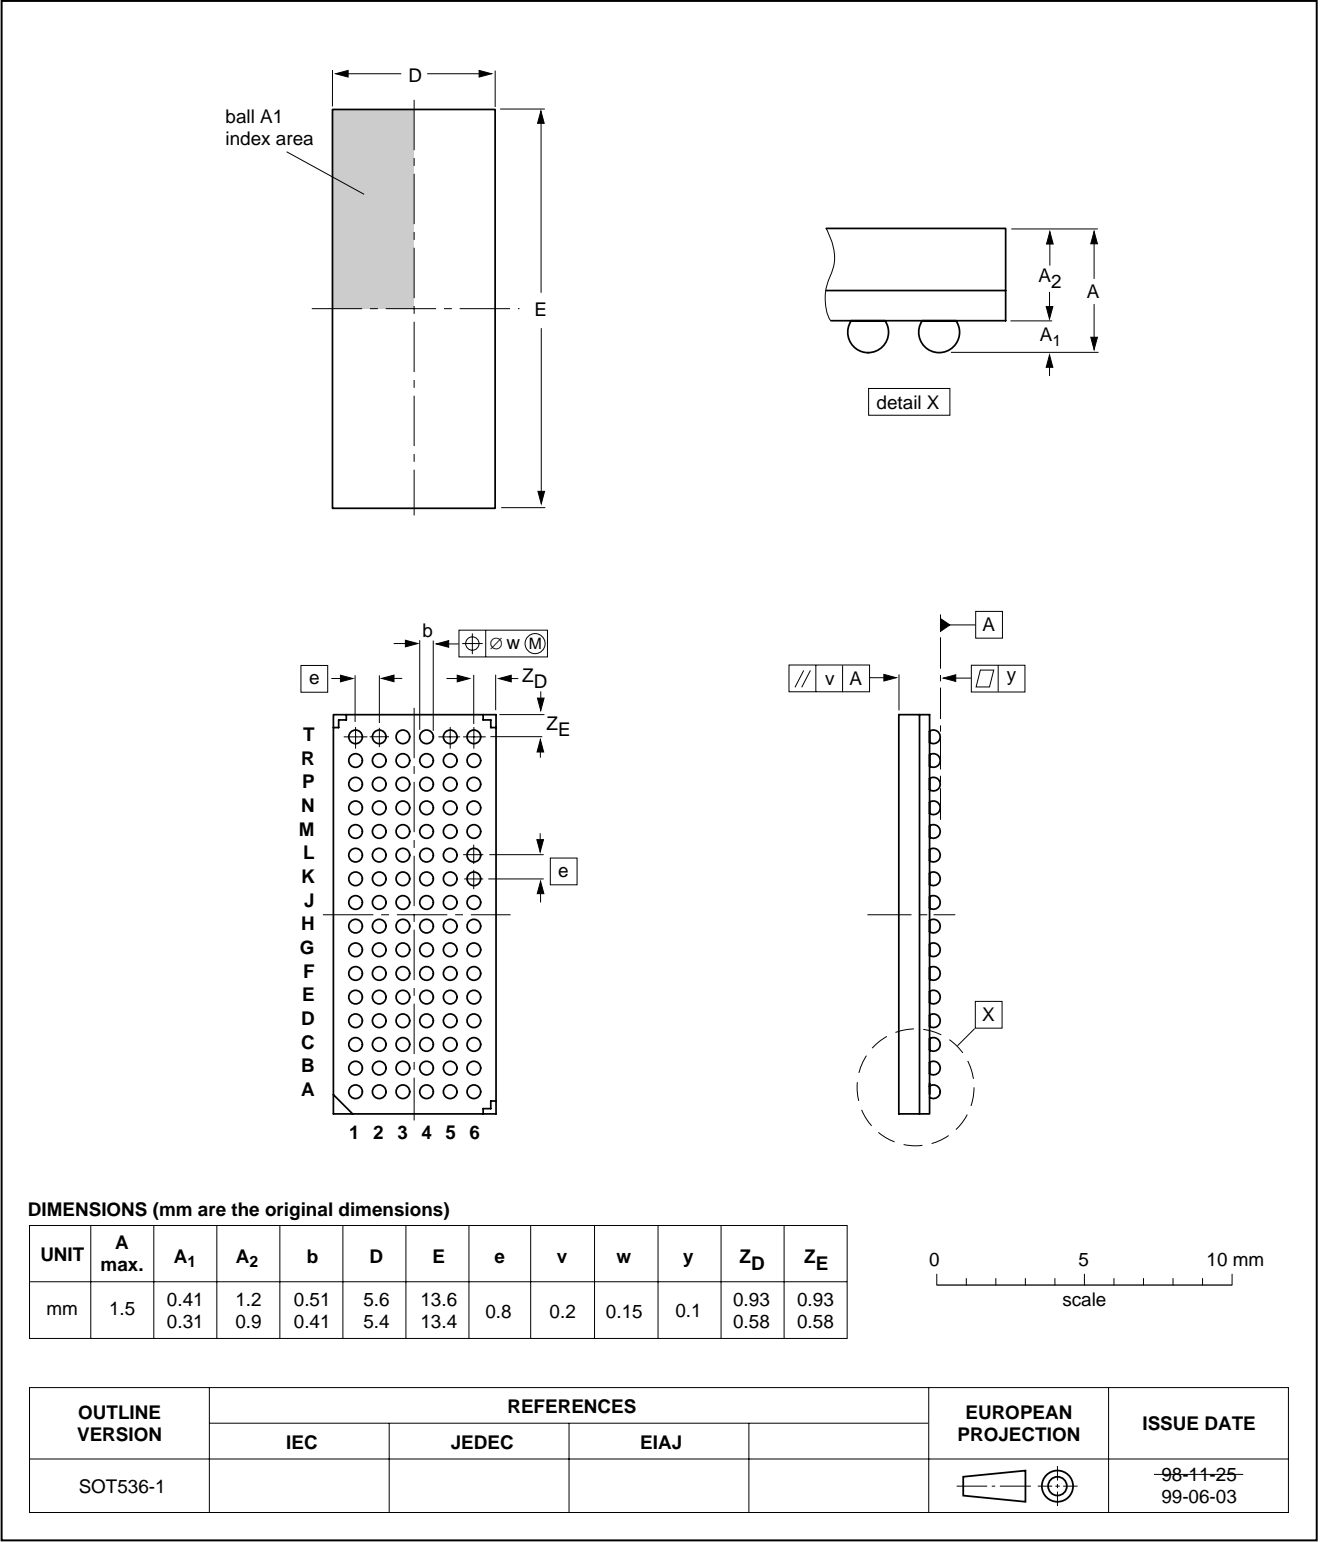 D
ball A1
index area
E
A2
A
A1
detail X
b
⌀ w Ⓜ
e
ZD
ZE
A
// v A
y
T
R
P
N
M
L
K
e
J
H
G
F
E
D
X
C
B
A
1 2 3 4 5 6
DIMENSIONS (mm are the original dimensions)
UNIT A max. A1 A2 b D E e v w y ZD ZE
mm 1.5 0.41 0.31 1.2 0.9 0.51 0.41 5.6 5.4 13.6 13.4 0.8 0.2 0.15 0.1 0.93 0.58 0.93 0.58
0 5 10 mm
scale
OUTLINE VERSION
REFERENCES
EUROPEAN PROJECTION
ISSUE DATE
IEC JEDEC EIAJ
SOT536-1
98-11-25
99-06-03